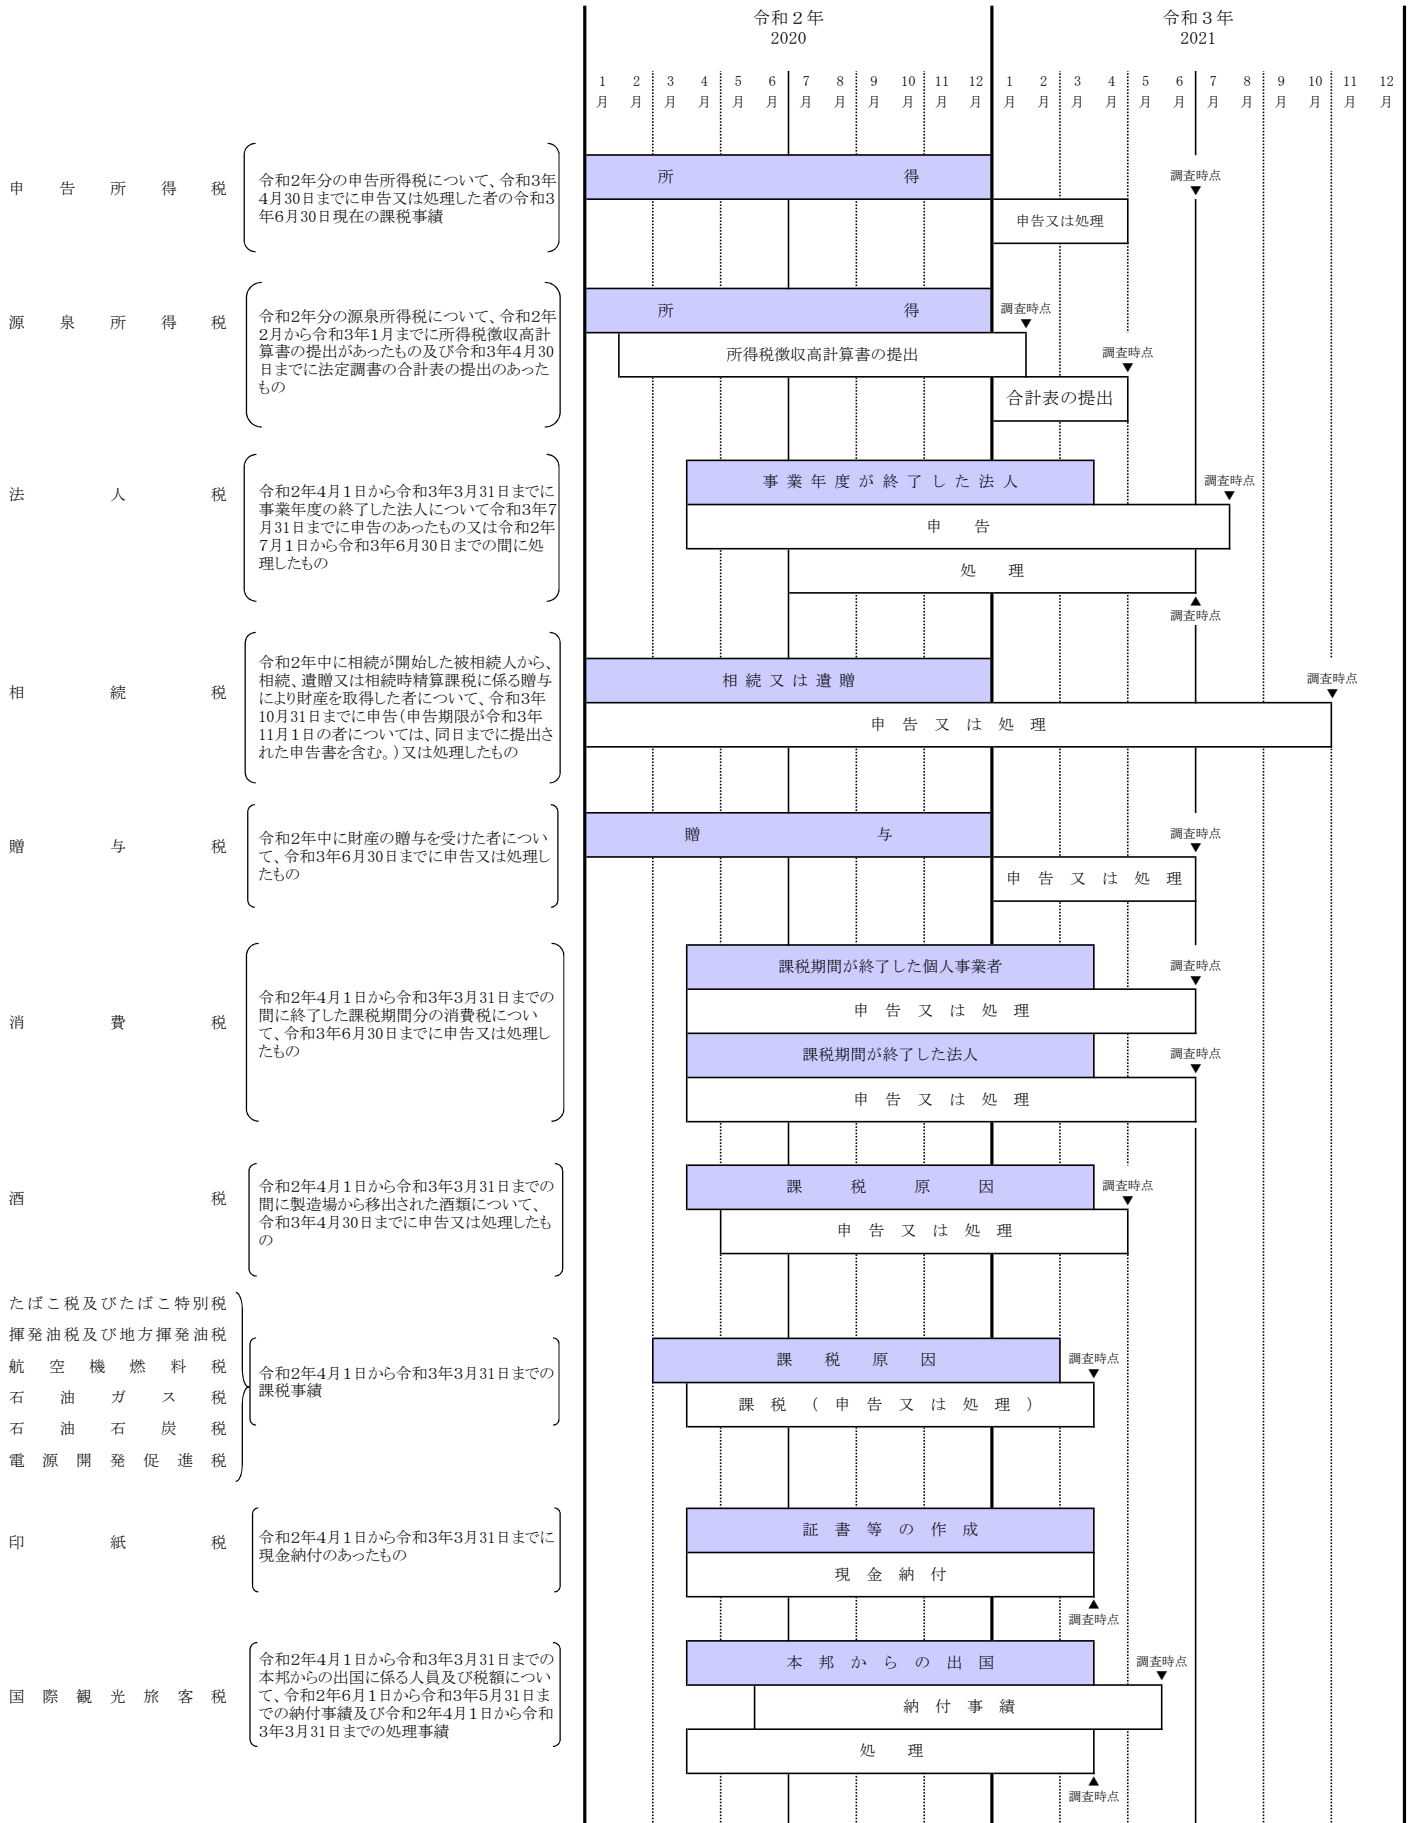 令和２年
2020
令和３年
2021
1月 2月 3月 4月 5月 6月 7月 8月 9月 10月 11月 12月 1月 2月 3月 4月 5月 6月 7月 8月 9月 10月 11月 12月
申告所得税
令和2年分の申告所得税について、令和3年
4月30日までに申告又は処理した者の令和3
年6月30日現在の課税事績
所得
調査時点
▼
申告又は処理
源泉所得税
令和2年分の源泉所得税について、令和2年
2月から令和3年1月までに所得税徴収高計
算書の提出があったもの及び令和3年4月30
日までに法定調書の合計表の提出のあった
もの
所得
調査時点
▼
所得税徴収高計算書の提出
調査時点
▼
合計表の提出
法人税
令和2年4月1日から令和3年3月31日までに
事業年度の終了した法人について令和3年7
月31日までに申告のあったもの又は令和2年
7月1日から令和3年6月30日までの間に処
理したもの
事業年度が終了した法人
調査時点
▼
申告
処理
▲
調査時点
相続税
令和2年中に相続が開始した被相続人から、
相続、遺贈又は相続時精算課税に係る贈与
により財産を取得した者について、令和3年
10月31日までに申告（申告期限が令和3年
11月1日の者については、同日までに提出さ
れた申告書を含む。）又は処理したもの
相続又は遺贈
調査時点
▼
申告又は処理
贈与税
令和2年中に財産の贈与を受けた者につい
て、令和3年6月30日までに申告又は処理し
たもの
贈与
調査時点
▼
申告又は処理
消費税
令和2年4月1日から令和3年3月31日までの
間に終了した課税期間分の消費税につい
て、令和3年6月30日までに申告又は処理し
たもの
課税期間が終了した個人事業者
調査時点
▼
申告又は処理
課税期間が終了した法人
調査時点
▼
申告又は処理
酒税
令和2年4月1日から令和3年3月31日までの
間に製造場から移出された酒類について、
令和3年4月30日までに申告又は処理したも
の
課税原因
調査時点
▼
申告又は処理
たばこ税及びたばこ特別税
揮発油税及び地方揮発油税
航空機燃料税
石油ガス税
石油石炭税
電源開発促進税
令和2年4月1日から令和3年3月31日までの
課税事績
課税原因
調査時点
▼
課税（申告又は処理）
印紙税
令和2年4月1日から令和3年3月31日までに
現金納付のあったもの
証書等の作成
現金納付
▲
調査時点
国際観光旅客税
令和2年4月1日から令和3年3月31日までの
本邦からの出国に係る人員及び税額につい
て、令和2年6月1日から令和3年5月31日ま
での納付事績及び令和2年4月1日から令和
3年3月31日までの処理事績
本邦からの出国
調査時点
▼
納付事績
処理
▲
調査時点